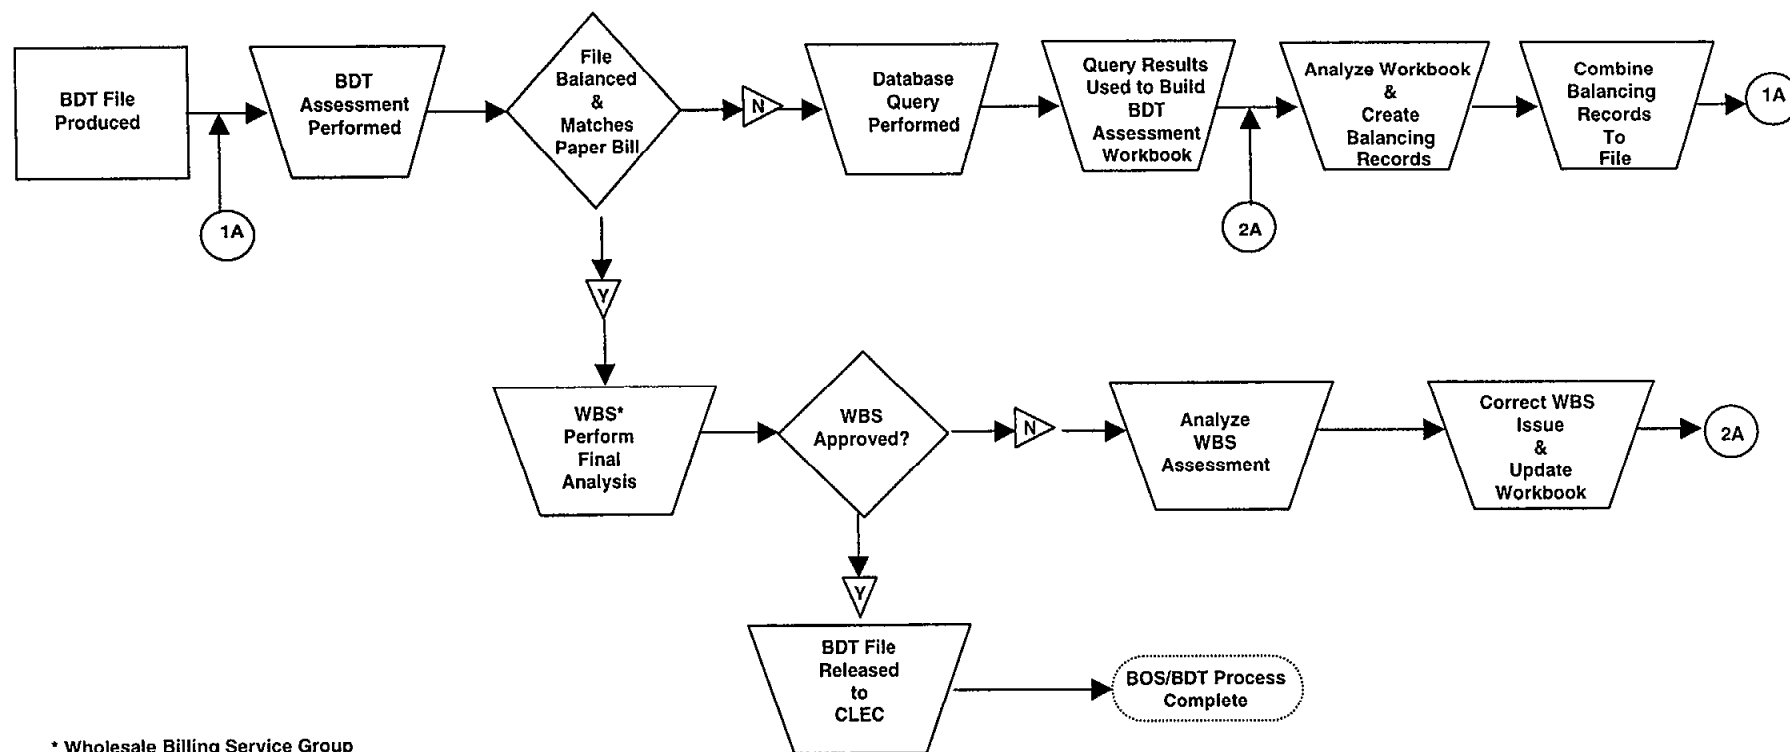 BDT File
Produced
BDT
Assessment
Performed
File
Balanced
&
Matches
Paper Bill
N
Database
Query
Performed
Query Results
Used to Build
BDT
Assessment
Workbook
Analyze Workbook
&
Create
Balancing
Records
Combine
Balancing
Records
To
File
1A
1A
2A
Y
WBS*
Perform
Final
Analysis
WBS
Approved?
N
Analyze
WBS
Assessment
Correct WBS
Issue
&
Update
Workbook
2A
Y
BDT File
Released
to
CLEC
BOS/BDT Process
Complete
* Wholesale Billing Service Group